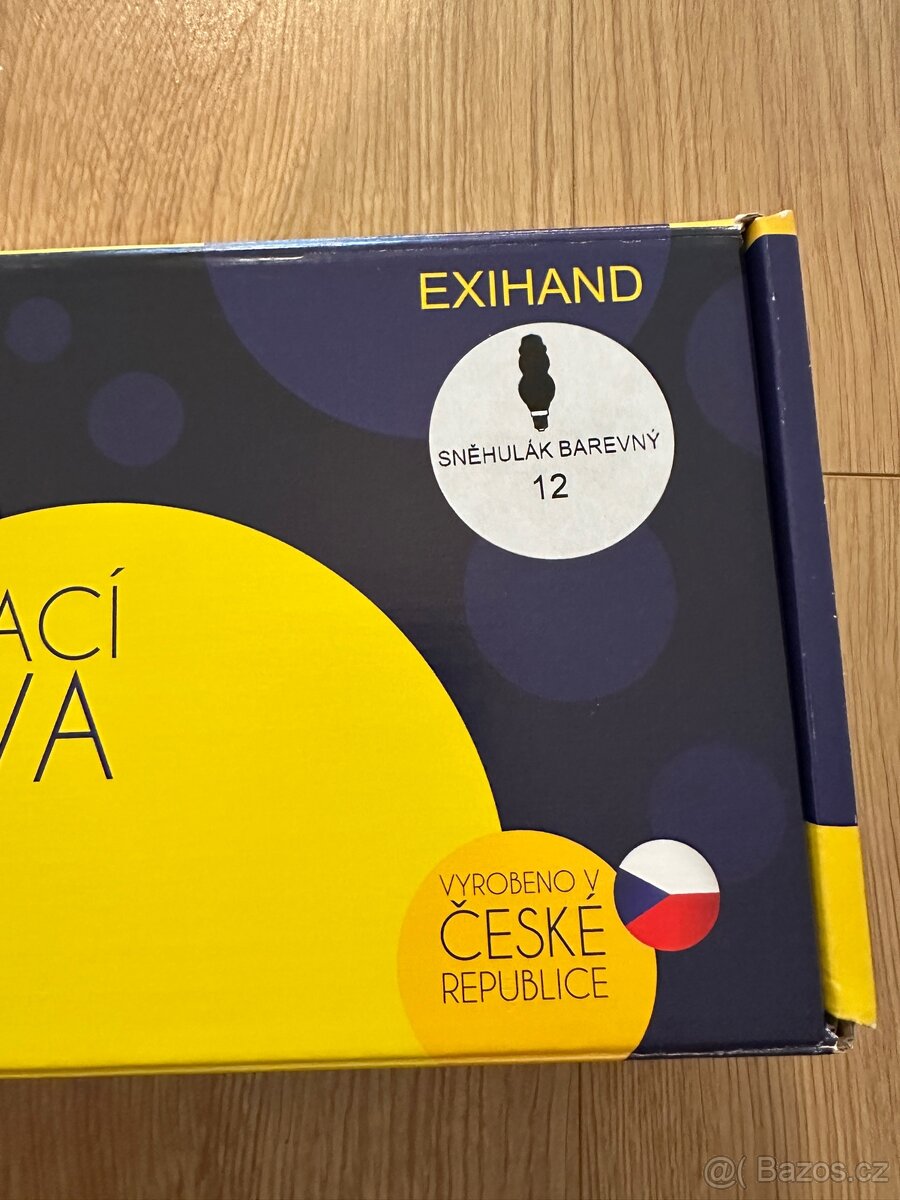 EXIHAND
SNĚHULÁK BAREVNÝ
12
ACÍ
VA
VYROBENO V
ČESKÉ
REPUBLICE
@( Bazos.cz